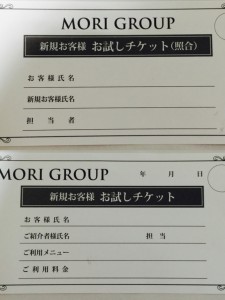 MORI GROUP
新規お客様 お試しチケット(照合)
お客様氏名
新規お客様氏名
担当者
MORI GROUP 年 月 日
新規お客様 お試しチケット
お客様氏名
ご紹介者様氏名 担当
ご利用メニュー
ご利用料金